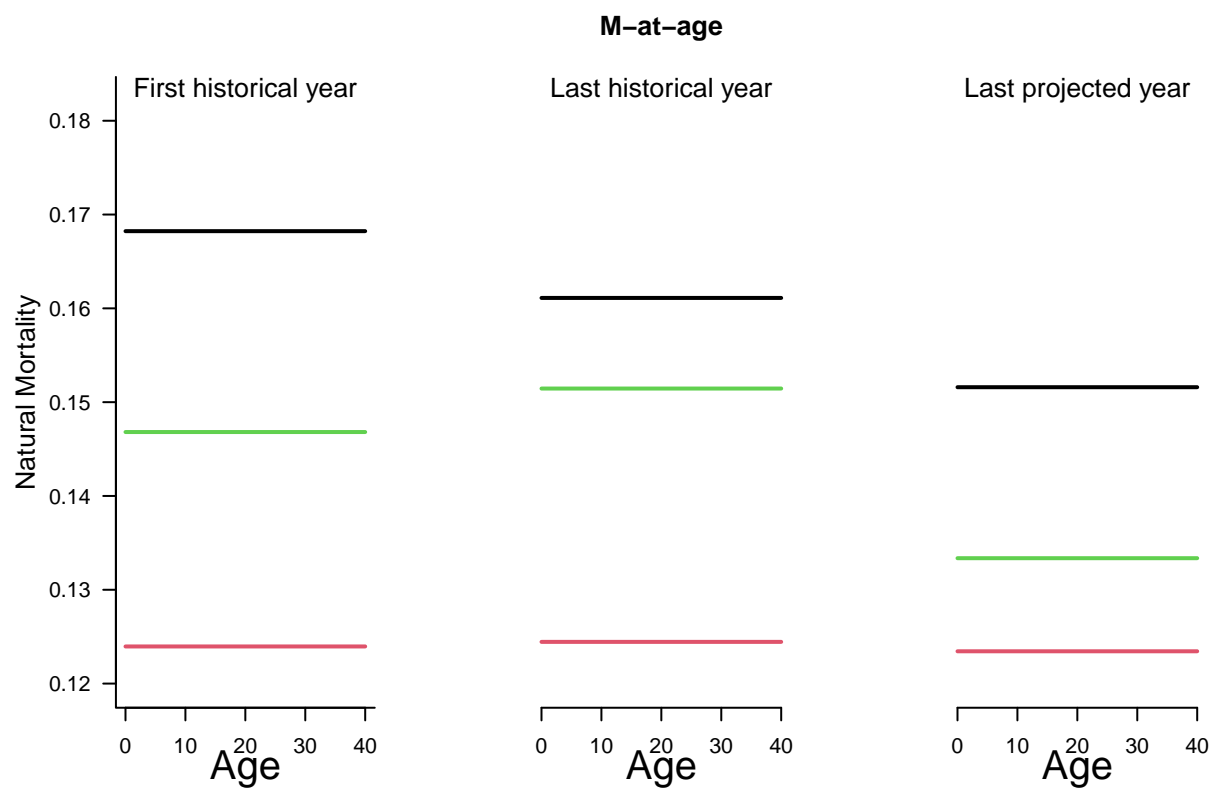 M−at−age
First historical year
Last historical year
Last projected year
Natural Mortality
0.18
0.17
0.16
0.15
0.14
0.13
0.12
0 10 20 30 40
0 10 20 30 40
0 10 20 30 40
Age
Age
Age